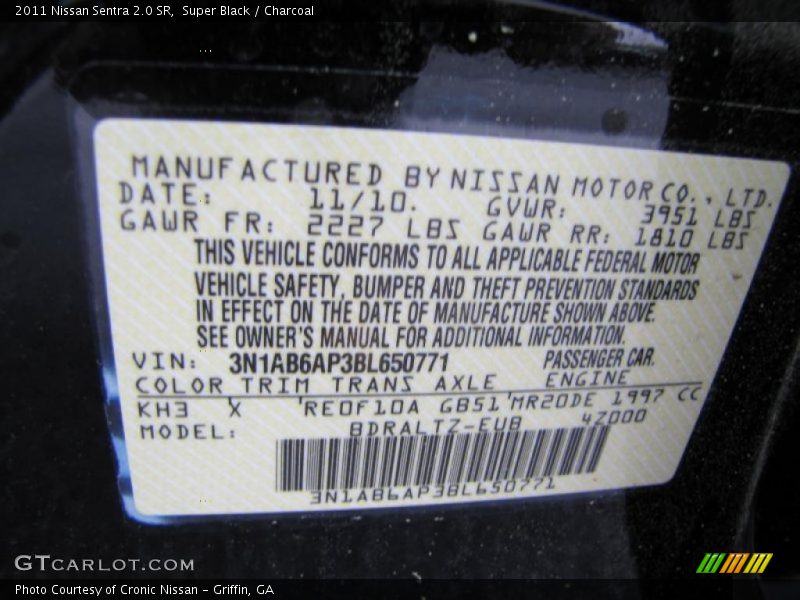 2011 Nissan Sentra 2.0 SR,  Super Black / Charcoal
MANUFACTURED BY NISSAN MOTOR CO., LTD.
DATE: 11/10. GVWR: 3951 LBS
GAWR FR: 2227 LBS GAWR RR: 1810 LBS
THIS VEHICLE CONFORMS TO ALL APPLICABLE FEDERAL MOTOR
VEHICLE SAFETY, BUMPER AND THEFT PREVENTION STANDARDS
IN EFFECT ON THE DATE OF MANUFACTURE SHOWN ABOVE.
SEE OWNER'S MANUAL FOR ADDITIONAL INFORMATION.
VIN: 3N1AB6AP3BL650771 PASSENGER CAR.
COLOR TRIM TRANS AXLE ENGINE
KH3 X RE0F10A GB51 MR20DE 1997 CC
MODEL: BDRALTZ-EUB 4Z000
3N1AB6AP3BL650771
GTCARLOT.COM
Photo Courtesy of Cronic Nissan – Griffin, GA